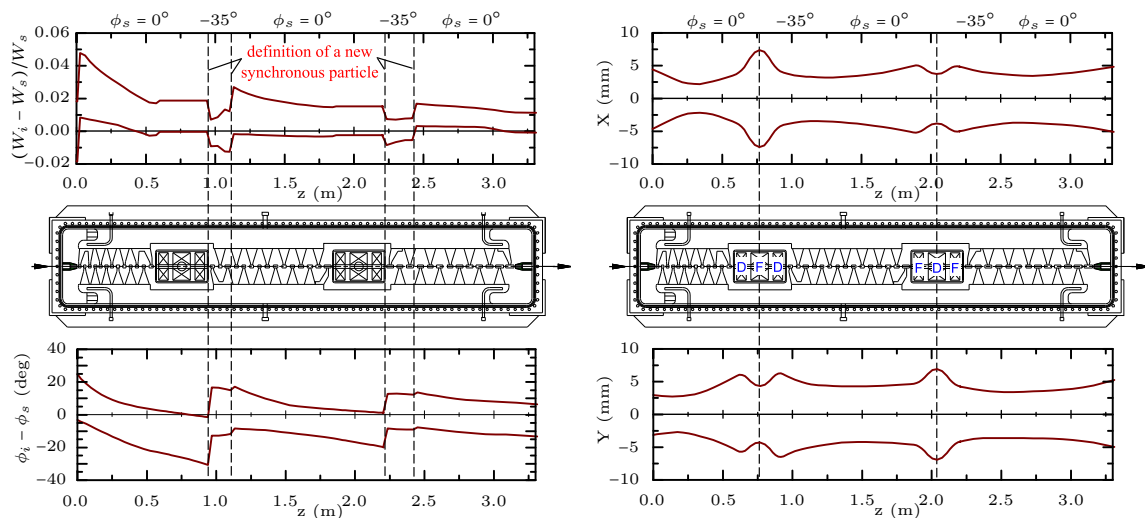 ϕs = 0° −35° ϕs = 0° −35° ϕs = 0°
0.06
0.04
0.02
0.00
−0.02
(Wi − Ws)/Ws
definition of a new
synchronous particle
0.0 0.5 1.0 1.5 2.0 2.5 3.0
z (m)
40
20
0
−20
−40
ϕi − ϕs (deg)
0.0 0.5 1.0 1.5 2.0 2.5 3.0
z (m)
ϕs = 0° −35° ϕs = 0° −35° ϕs = 0°
10
5
0
−5
−10
X (mm)
0.0 0.5 1.0 1.5 2.0 2.5 3.0
z (m)
D F D F D F
10
5
0
−5
−10
Y (mm)
0.0 0.5 1.0 1.5 2.0 2.5 3.0
z (m)